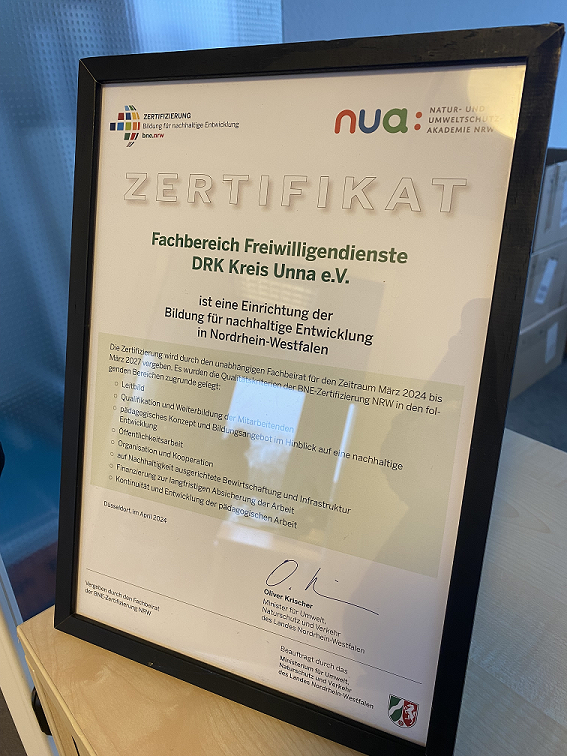 ZERTIFIZIERUNG
Bildung für nachhaltige Entwicklung
bne.nrw
nua:
NATUR- UND
UMWELTSCHUTZ-
AKADEMIE NRW
ZERTIFIKAT
Fachbereich Freiwilligendienste
DRK Kreis Unna e.V.
ist eine Einrichtung der
Bildung für nachhaltige Entwicklung
in Nordrhein-Westfalen
Die Zertifizierung wird durch den unabhängigen Fachbeirat für den Zeitraum März 2024 bis
März 2027 vergeben. Es wurden die Qualitätskriterien der BNE-Zertifizierung NRW in den fol-
genden Bereichen zugrunde gelegt:
○ Leitbild
○ Qualifikation und Weiterbildung der Mitarbeitenden
○ pädagogisches Konzept und Bildungsangebot im Hinblick auf eine nachhaltige
Entwicklung
○ Öffentlichkeitsarbeit
○ Organisation und Kooperation
○ auf Nachhaltigkeit ausgerichtete Bewirtschaftung und Infrastruktur
○ Finanzierung zur langfristigen Absicherung der Arbeit
○ Kontinuität und Entwicklung der pädagogischen Arbeit
Düsseldorf, im April 2024
Oliver Krischer
Minister für Umwelt,
Naturschutz und Verkehr
des Landes Nordrhein-Westfalen
Vergeben durch den Fachbeirat
der BNE-Zertifizierung NRW
Beauftragt durch das
Ministerium für Umwelt,
Naturschutz und Verkehr
des Landes Nordrhein-Westfalen